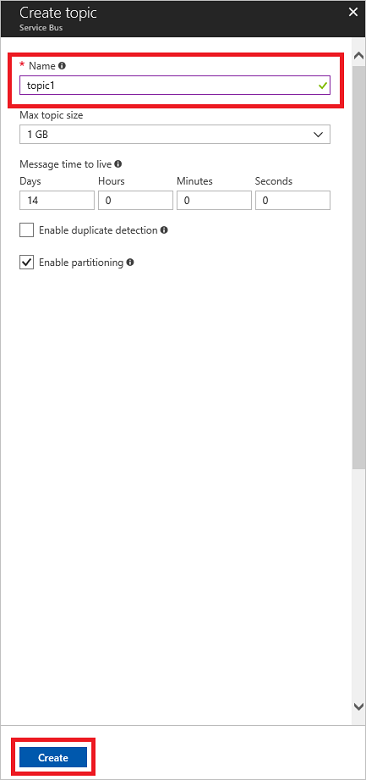 Create topic
Service Bus
* Name
topic1
Max topic size
1 GB
Message time to live
Days Hours Minutes Seconds
14 0 0 0
Enable duplicate detection
Enable partitioning
Create